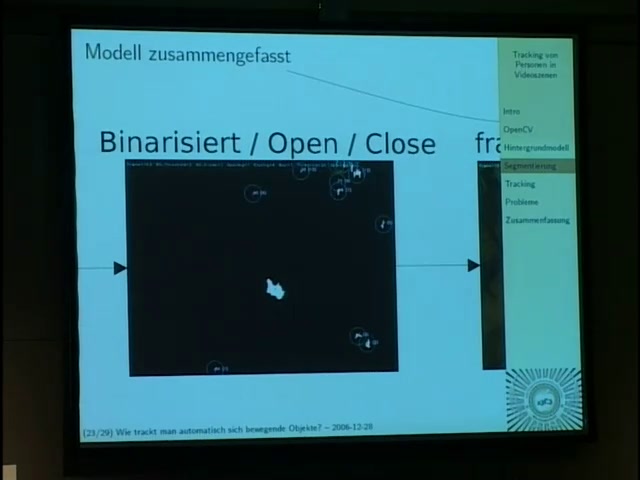 Modell zusammengefasst
Tracking von
Personen in
Videoszenen
Intro
OpenCV
Hintergrundmodell
Segmentierung
Tracking
Probleme
Zusammenfassung
Binarisiert / Open / Close
fra
(23/29) Wie trackt man automatisch sich bewegende Objekte? – 2006-12-28